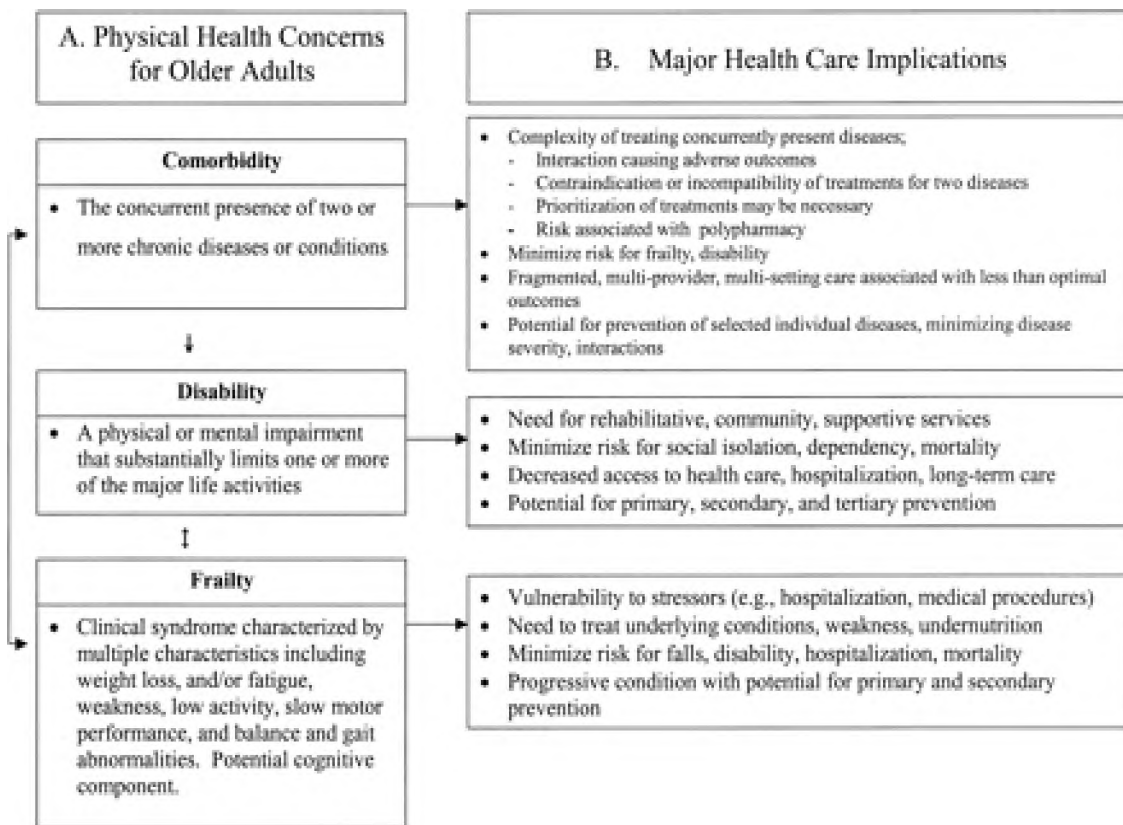 A. Physical Health Concerns
for Older Adults
B. Major Health Care Implications
Comorbidity
• The concurrent presence of two or
more chronic diseases or conditions
• Complexity of treating concurrently present diseases;
- Interaction causing adverse outcomes
- Contraindication or incompatibility of treatments for two diseases
- Prioritization of treatments may be necessary
- Risk associated with polypharmacy
• Minimize risk for frailty, disability
• Fragmented, multi-provider, multi-setting care associated with less than optimal
outcomes
• Potential for prevention of selected individual diseases, minimizing disease
severity, interactions
Disability
• A physical or mental impairment
that substantially limits one or more
of the major life activities
• Need for rehabilitative, community, supportive services
• Minimize risk for social isolation, dependency, mortality
• Decreased access to health care, hospitalization, long-term care
• Potential for primary, secondary, and tertiary prevention
Frailty
• Clinical syndrome characterized by
multiple characteristics including
weight loss, and/or fatigue,
weakness, low activity, slow motor
performance, and balance and gait
abnormalities. Potential cognitive
component.
• Vulnerability to stressors (e.g., hospitalization, medical procedures)
• Need to treat underlying conditions, weakness, undernutrition
• Minimize risk for falls, disability, hospitalization, mortality
• Progressive condition with potential for primary and secondary
prevention